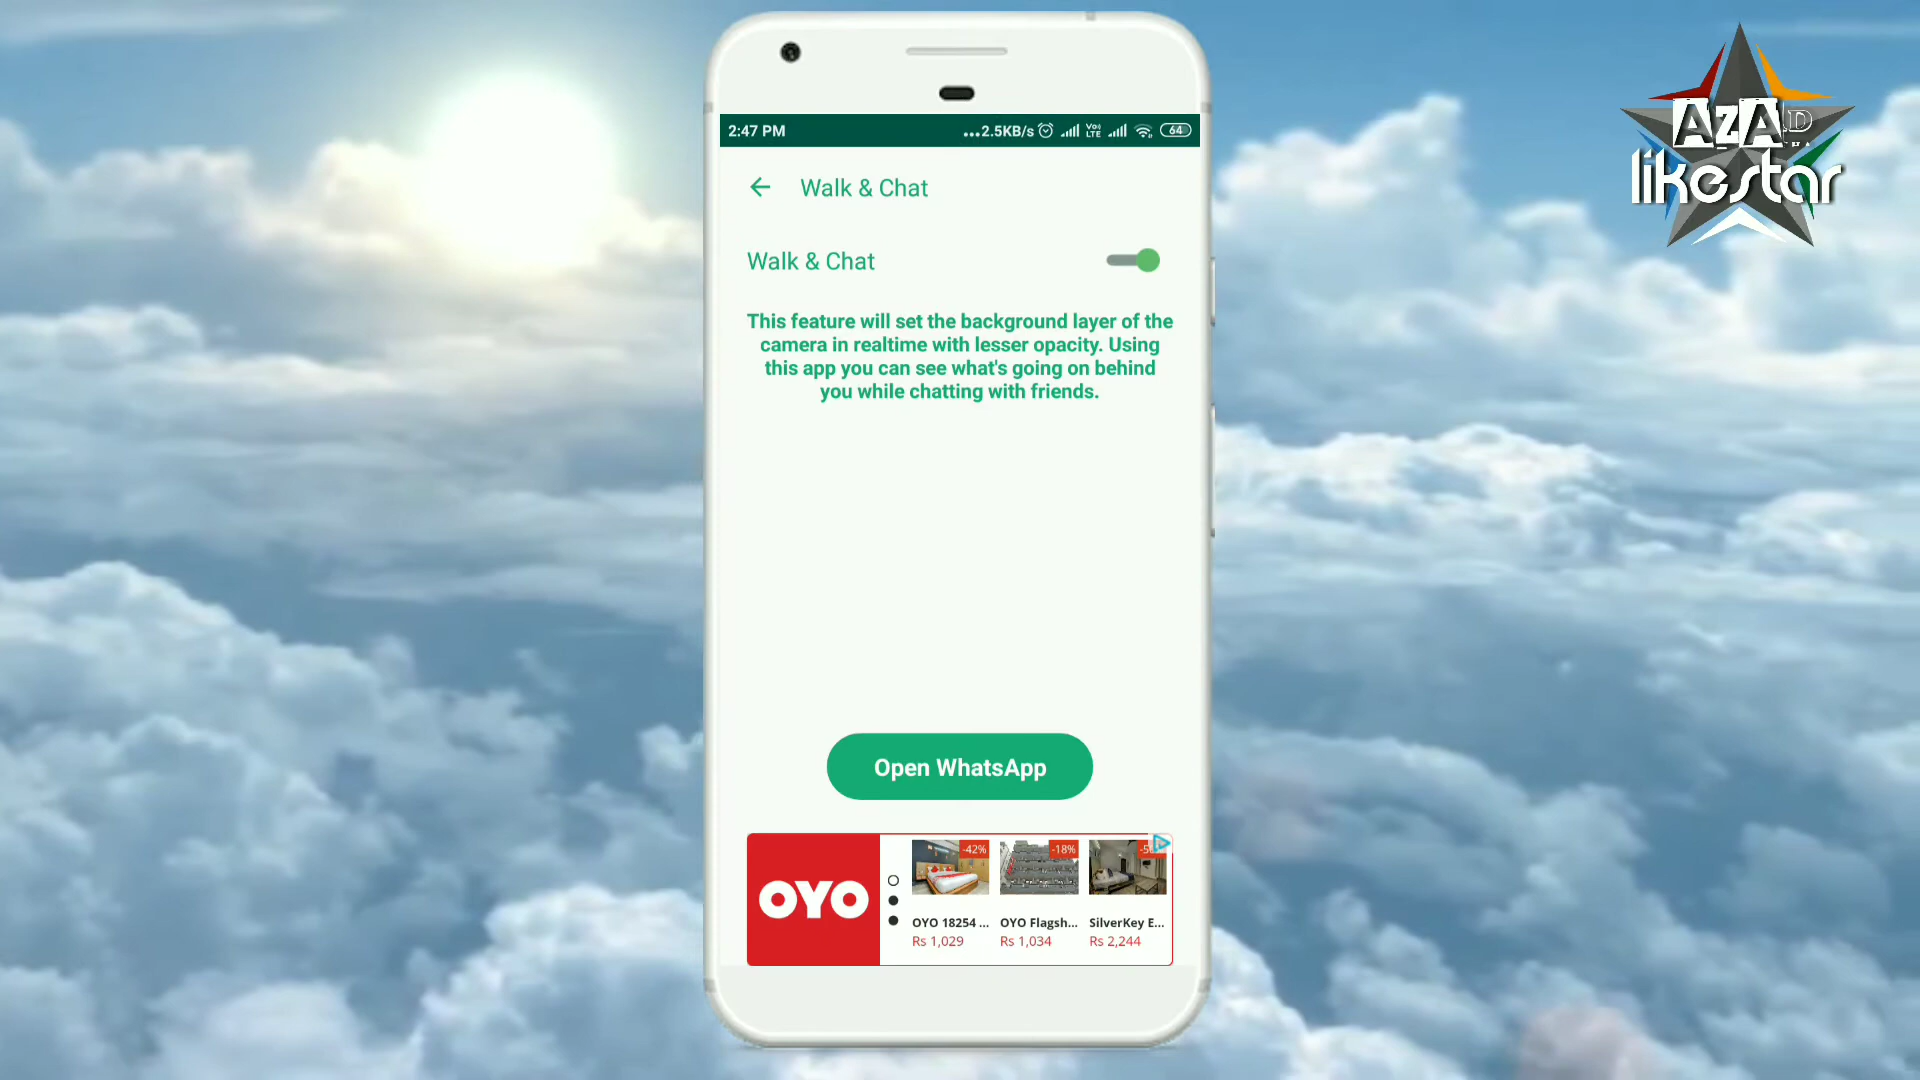 2:47 PM
...2.5KB/s
Vo)
LTE
64
Walk & Chat
Walk & Chat
This feature will set the background layer of the
camera in realtime with lesser opacity. Using
this app you can see what's going on behind
you while chatting with friends.
Open WhatsApp
OYO
-42%
-18%
OYO 18254 ...
OYO Flagsh...
SilverKey E...
Rs 1,029
Rs 1,034
Rs 2,244
AzA
likestar